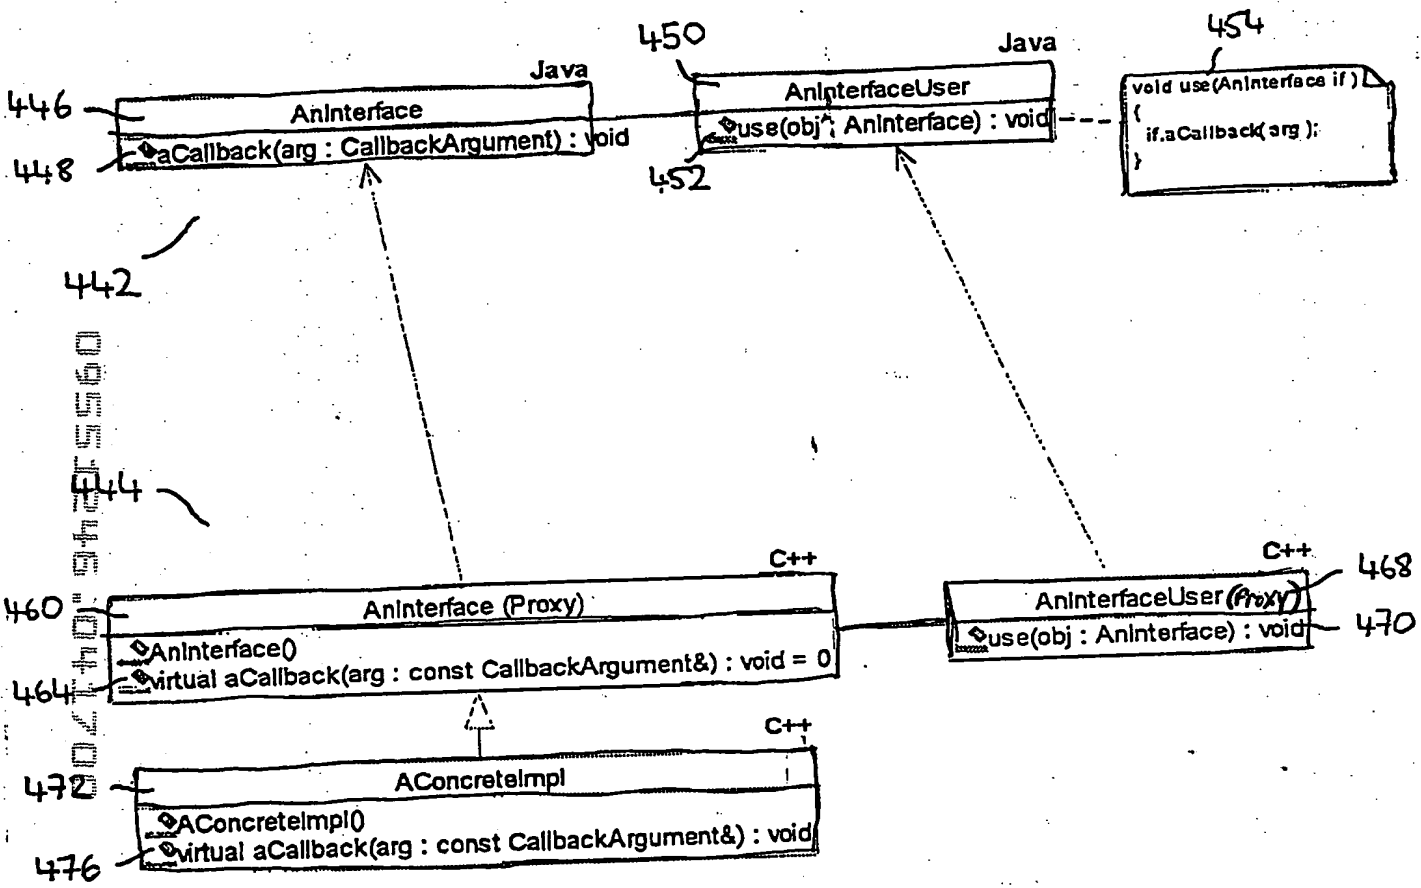 450
454
Java
Java
446
AnInterface
AnInterfaceUser
void use(AnInterface if)
{
if.aCallback(arg);
}
aCallback(arg : CallbackArgument) : void
use(obj : AnInterface) : void
448
452
442
444
C++
C++
460
AnInterface (Proxy)
AnInterfaceUser (Proxy)
468
AnInterface()
use(obj : AnInterface) : void
470
464
virtual aCallback(arg : const CallbackArgument&) : void = 0
C++
472
AConcreteImpl
AConcreteImpl()
virtual aCallback(arg : const CallbackArgument&) : void
476